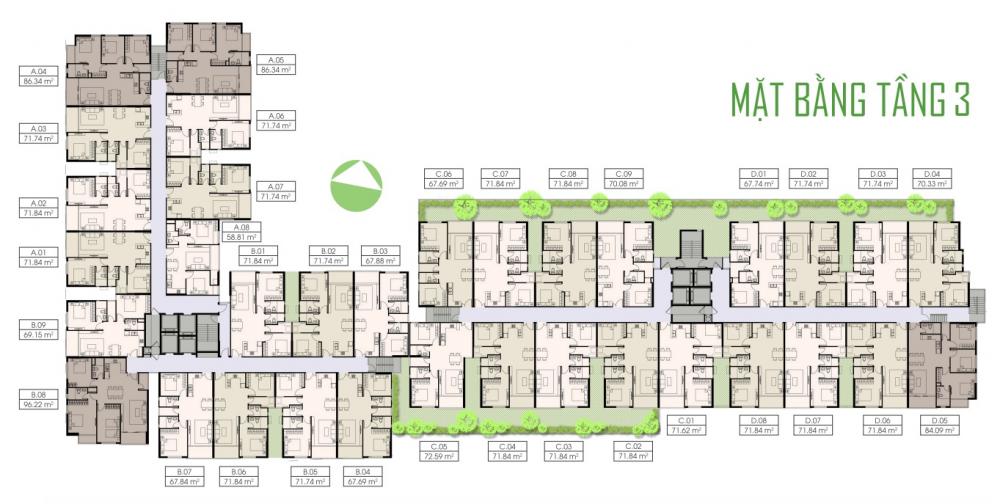 MẶT BẰNG TẦNG 3
A.04
86.34 m²
A.05
86.34 m²
A.03
71.74 m²
A.06
71.74 m²
A.02
71.84 m²
A.07
71.74 m²
A.01
71.84 m²
A.08
58.81 m²
B.01
71.84 m²
B.02
71.74 m²
B.03
67.88 m²
B.09
69.15 m²
B.08
96.22 m²
B.07
67.84 m²
B.06
71.84 m²
B.05
71.74 m²
B.04
67.69 m²
C.06
67.69 m²
C.07
71.84 m²
C.08
71.84 m²
C.09
70.08 m²
D.01
67.74 m²
D.02
71.74 m²
D.03
71.74 m²
D.04
70.33 m²
C.05
72.59 m²
C.04
71.84 m²
C.03
71.84 m²
C.02
71.84 m²
C.01
71.62 m²
D.08
71.84 m²
D.07
71.84 m²
D.06
71.84 m²
D.05
84.09 m²